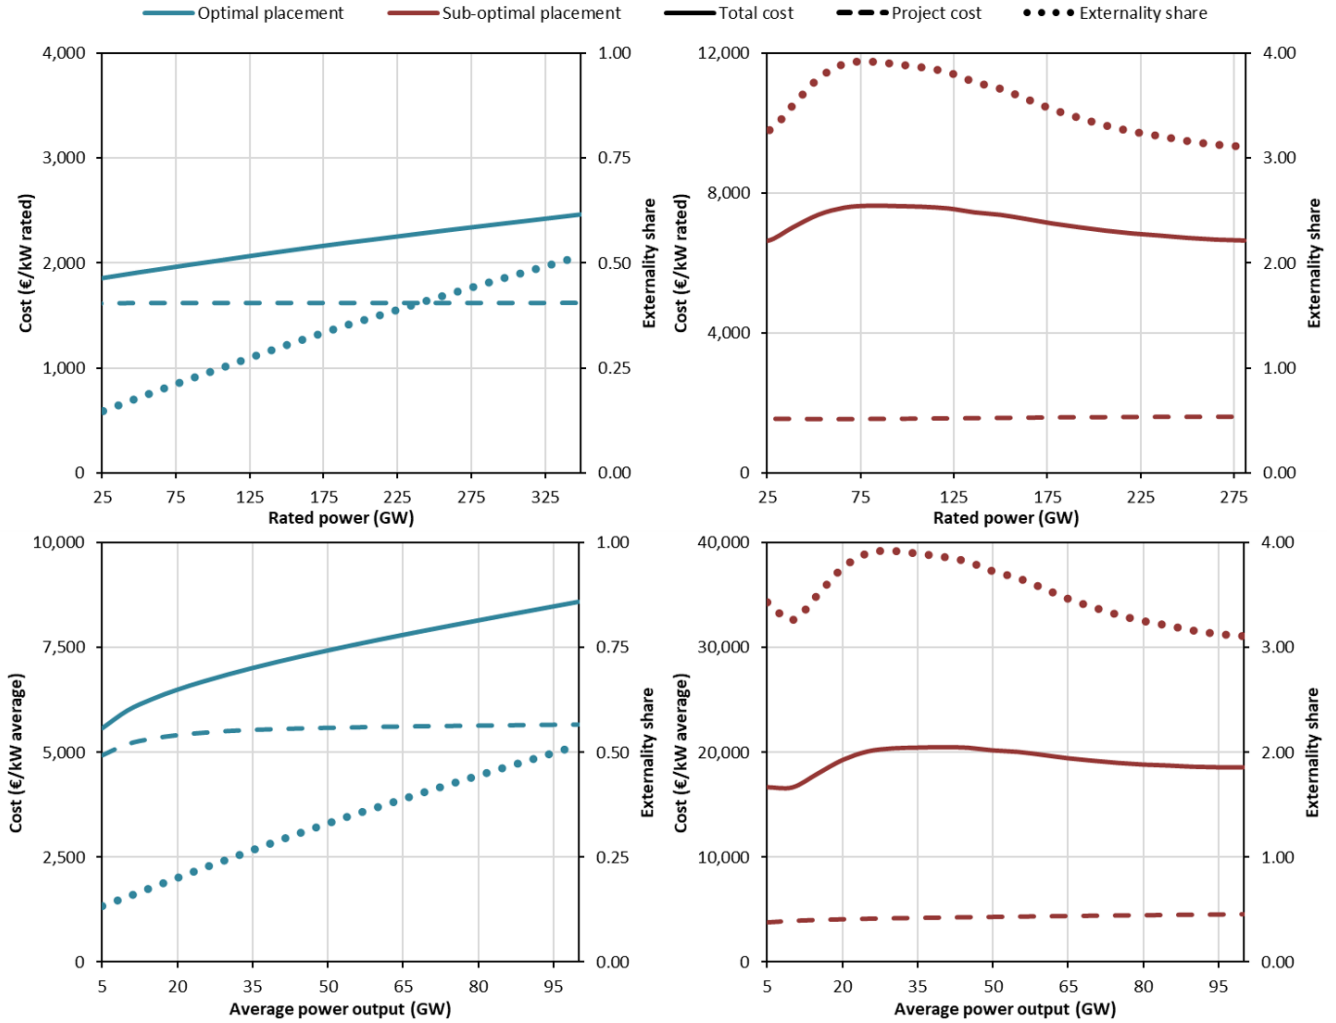 Optimal placement Sub-optimal placement Total cost Project cost Externality share
4,000 1.00 12,000 4.00
3,000 0.75 3.00
8,000
2,000 0.50 2.00
4,000
1,000 0.25 1.00
0 0.00 0 0.00
Cost (€/kW rated)
Externality share
Cost (€/kW rated)
Externality share
25 75 125 175 225 275 325 25 75 125 175 225 275
Rated power (GW) Rated power (GW)
10,000 1.00 40,000 4.00
7,500 0.75 30,000 3.00
5,000 0.50 20,000 2.00
2,500 0.25 10,000 1.00
0 0.00 0 0.00
Cost (€/kW average)
Externality share
Cost (€/kW average)
Externality share
5 20 35 50 65 80 95 5 20 35 50 65 80 95
Average power output (GW) Average power output (GW)